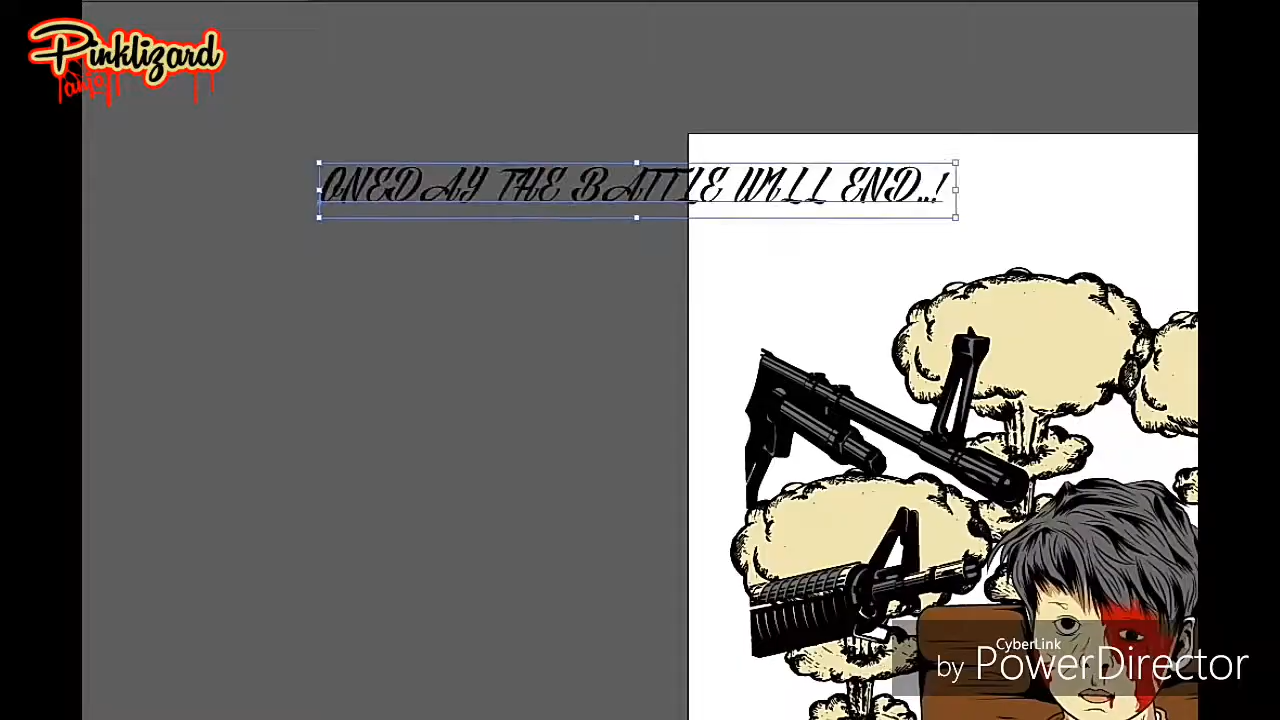 Pinklizard
ONEDAY THE BATTLE WILL END..!
CyberLink
by PowerDirector